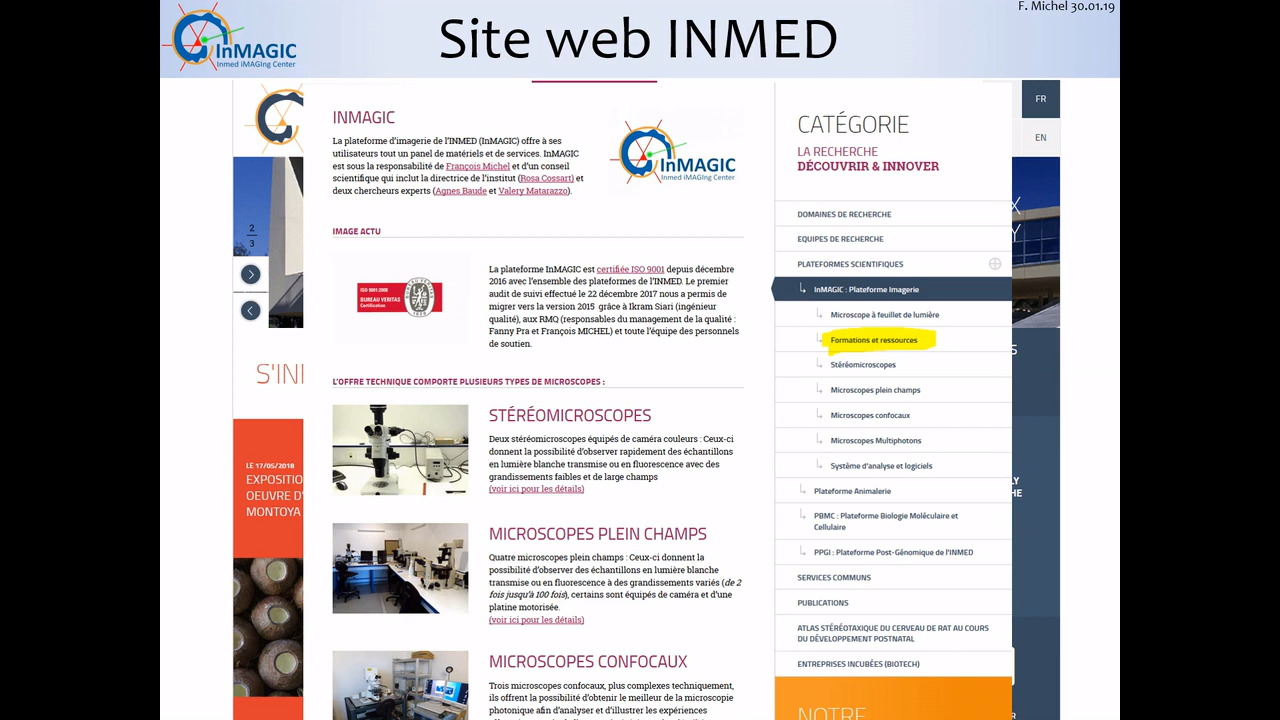 F. Michel 30.01.19
InMAGIC
Inmed iMAGIng Center
Site web INMED
2
3
S'INI
LE 17/05/2018
EXPOSITIO
OEUVRE D'
MONTOYA
INMAGIC
La plateforme d'imagerie de l'INMED (InMAGIC) offre à ses
utilisateurs tout un panel de matériels et de services. InMAGIC
est sous la responsabilité de François Michel et d'un conseil
scientifique qui inclut la directrice de l'institut (Rosa Cossart) et
deux chercheurs experts (Agnes Baude et Valery Matarazzo).
InMAGIC
Inmed iMAGIng Center
IMAGE ACTU
ISO 9001:2008
BUREAU VERITAS
Certification
La plateforme InMAGIC est certifiée ISO 9001 depuis décembre
2016 avec l'ensemble des plateformes de l'INMED. Le premier
audit de suivi effectué le 22 décembre 2017 nous a permis de
migrer vers la version 2015 grâce à Ikram Siari (ingénieur
qualité), aux RMQ (responsables du management de la qualité :
Fanny Pra et François MICHEL) et toute l'équipe des personnels
de soutien.
L'OFFRE TECHNIQUE COMPORTE PLUSIEURS TYPES DE MICROSCOPES :
STÉRÉOMICROSCOPES
Deux stéréomicroscopes équipés de caméra couleurs : Ceux-ci
donnent la possibilité d'observer rapidement des échantillons
en lumière blanche transmise ou en fluorescence avec des
grandissements faibles et de large champs
(voir ici pour les détails)
MICROSCOPES PLEIN CHAMPS
Quatre microscopes plein champs : Ceux-ci donnent la
possibilité d'observer des échantillons en lumière blanche
transmise ou en fluorescence à des grandissements variés (de 2
fois jusqu'à 100 fois), certains sont équipés de caméra et d'une
platine motorisée.
(voir ici pour les détails)
MICROSCOPES CONFOCAUX
Trois microscopes confocaux, plus complexes techniquement,
ils offrent la possibilité d'obtenir le meilleur de la microscopie
photonique afin d'analyser et d'illustrer les expériences
CATÉGORIE
LA RECHERCHE
DÉCOUVRIR & INNOVER
DOMAINES DE RECHERCHE
EQUIPES DE RECHERCHE
PLATEFORMES SCIENTIFIQUES
InMAGIC : Plateforme Imagerie
Microscope à feuillet de lumière
Formations et ressources
Stéréomicroscopes
Microscopes plein champs
Microscopes confocaux
Microscopes Multiphotons
Système d'analyse et logiciels
Plateforme Animalerie
PBMC : Plateforme Biologie Moléculaire et
Cellulaire
PPGI : Plateforme Post-Génomique de l'INMED
SERVICES COMMUNS
PUBLICATIONS
ATLAS STÉRÉOTAXIQUE DU CERVEAU DE RAT AU COURS
DU DÉVELOPPEMENT POSTNATAL
ENTREPRISES INCUBÉES (BIOTECH)
NOTRE
FR
EN
X
Y
S
LY
HE